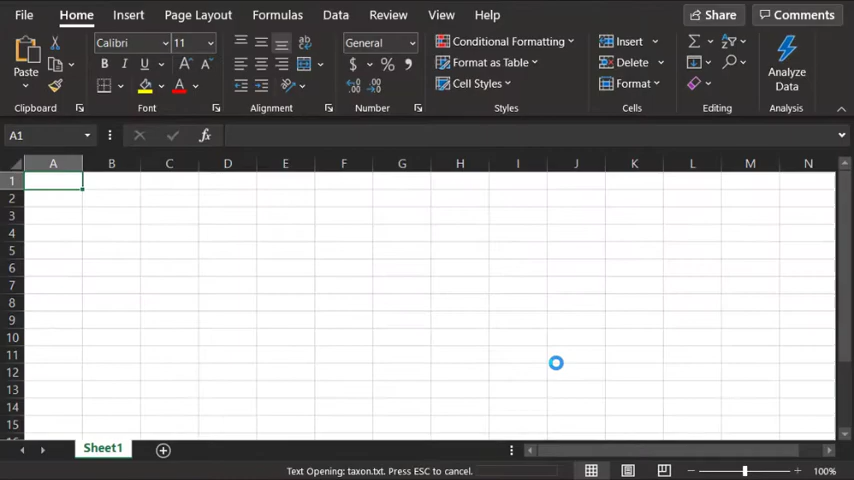 File Home Insert Page Layout Formulas Data Review View Help Share Comments
Calibri 11 General Conditional Formatting Insert
Paste B I U A A Format as Table Delete Analyze Data
A $ % , Cell Styles Format
Clipboard Font Alignment Number Styles Cells Editing Analysis
A1 fx
A B C D E F G H I J K L M N
1
2
3
4
5
6
7
8
9
10
11
12
13
14
15
Sheet1
Text Opening: taxon.txt. Press ESC to cancel. 100%